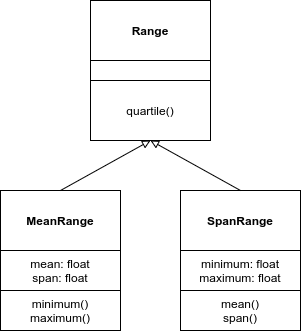 Range
quartile()
MeanRange
mean: float
span: float
minimum()
maximum()
SpanRange
minimum: float
maximum: float
mean()
span()